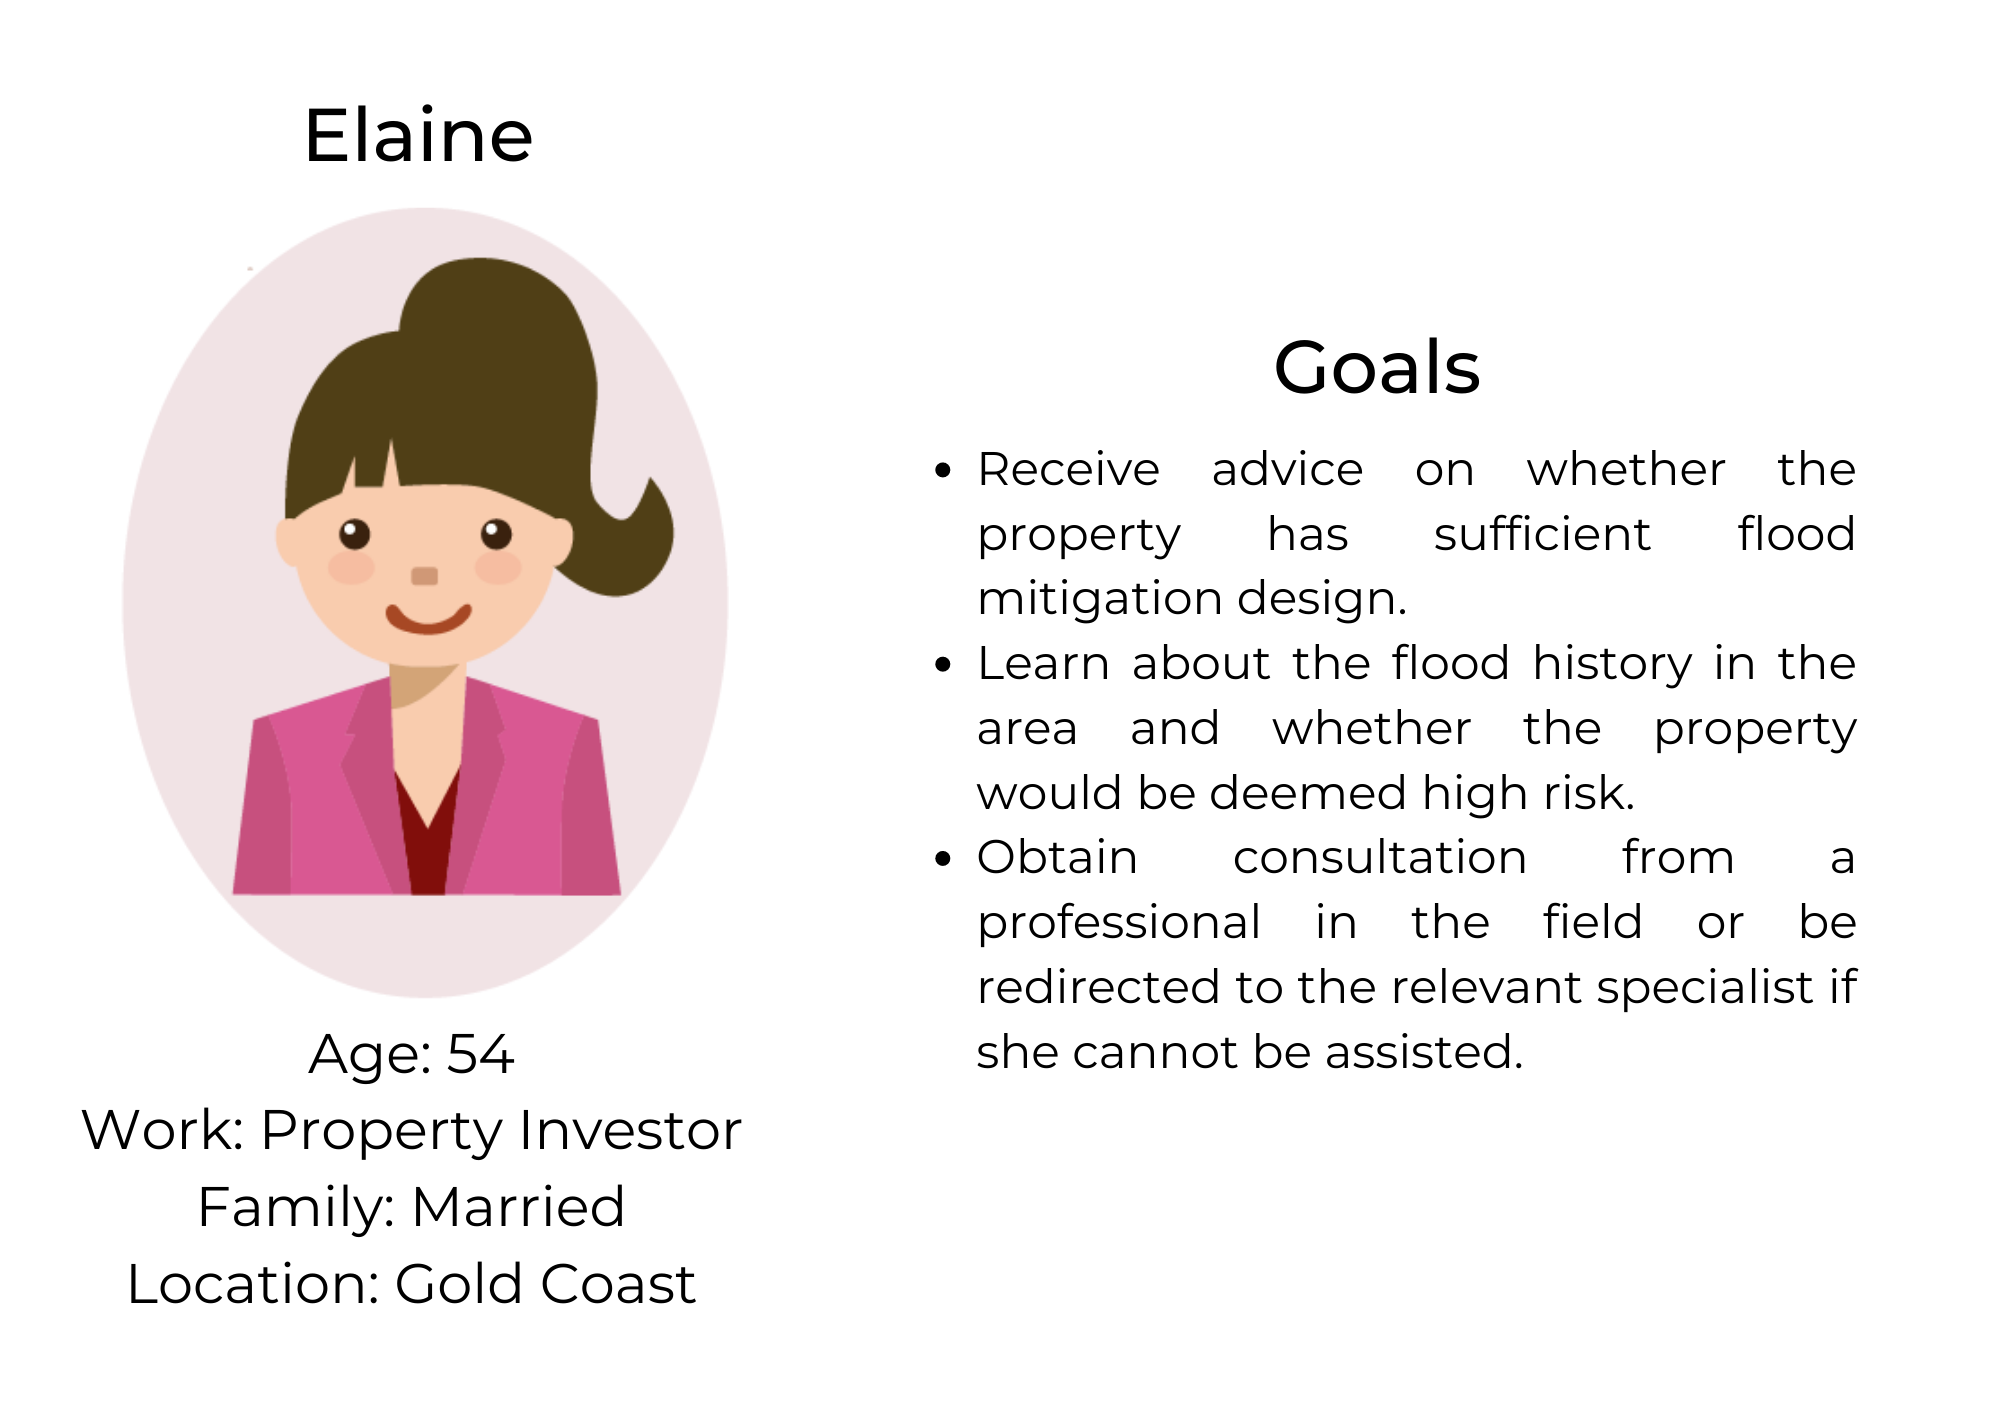 Elaine
Age: 54
Work: Property Investor
Family: Married
Location: Gold Coast
Goals
• Receive advice on whether the
property has sufficient flood
mitigation design.
• Learn about the flood history in the
area and whether the property
would be deemed high risk.
• Obtain consultation from a
professional in the field or be
redirected to the relevant specialist if
she cannot be assisted.